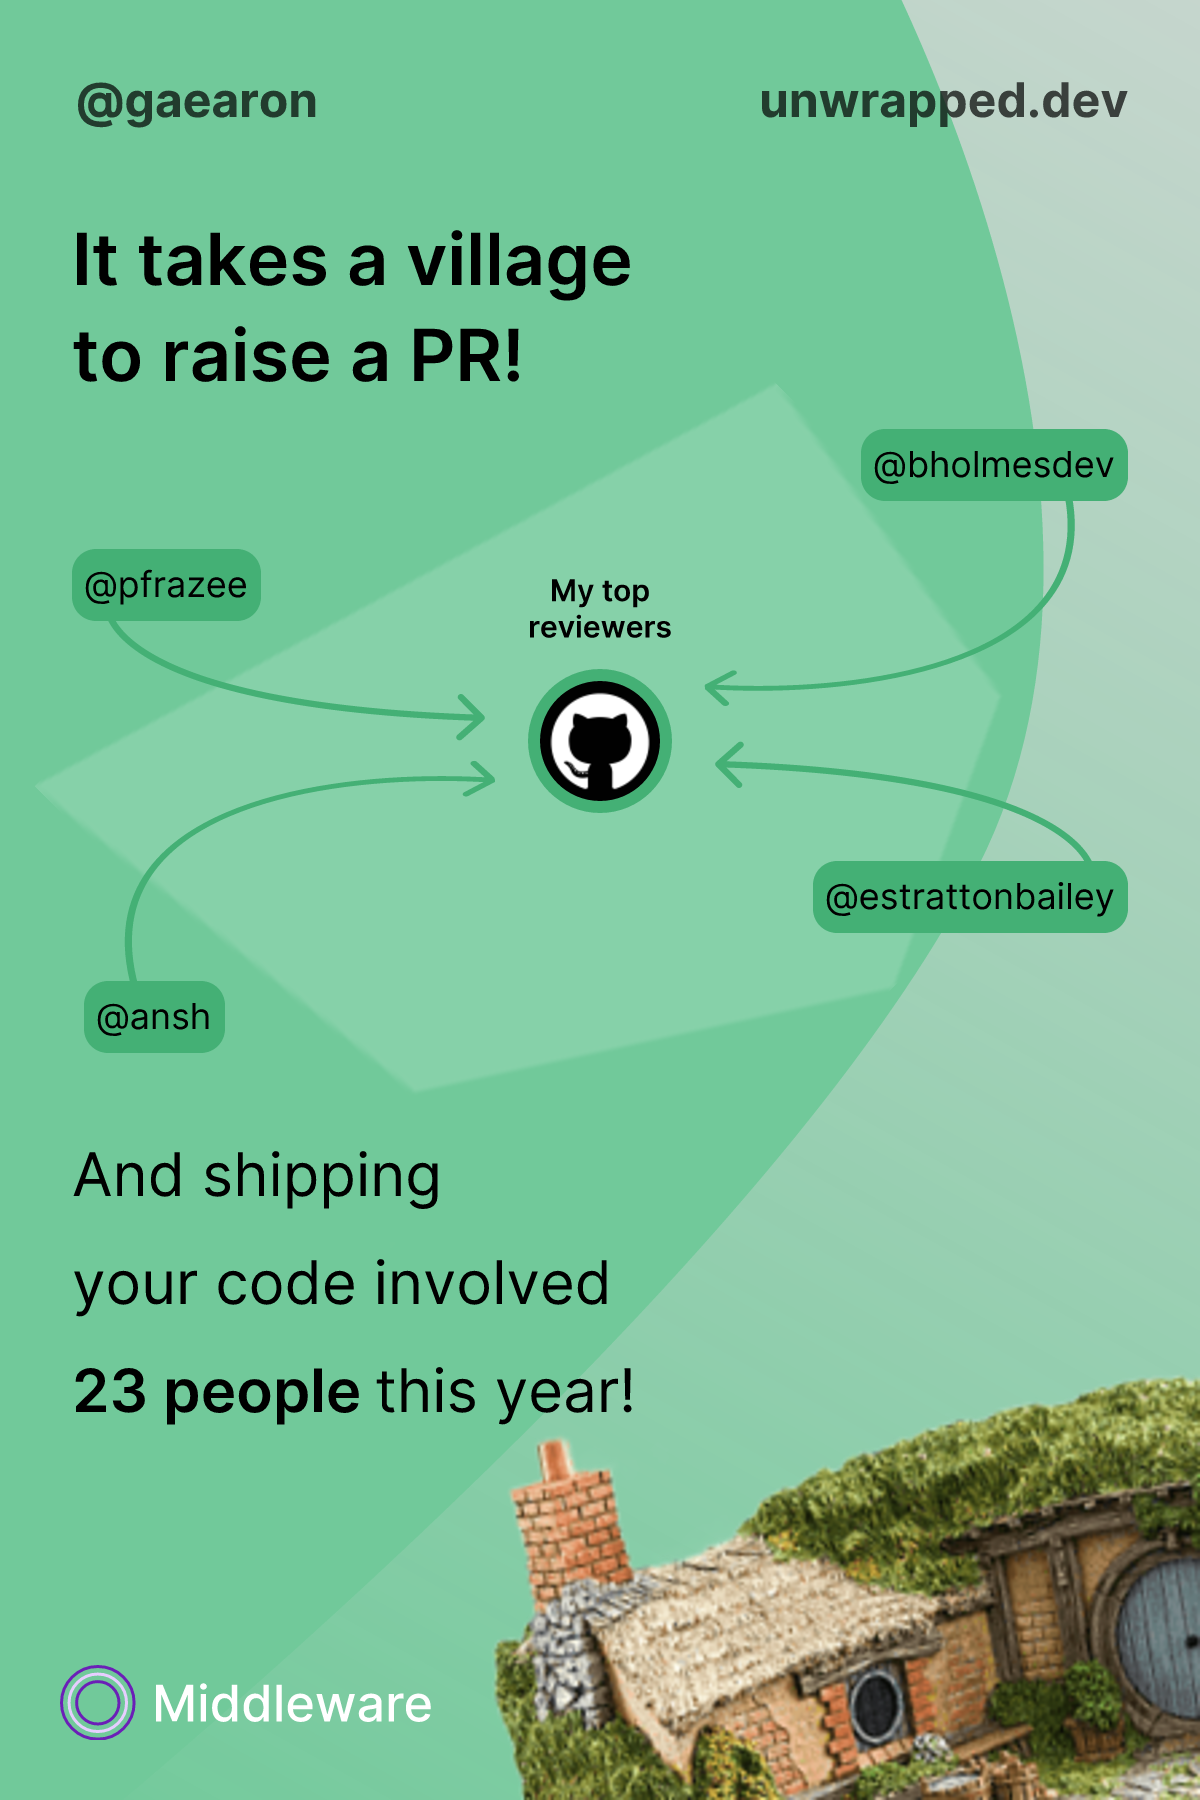 @gaearon
unwrapped.dev
It takes a village
to raise a PR!
@bholmesdev
@pfrazee
My top
reviewers
@estrattonbailey
@ansh
And shipping
your code involved
23 people this year!
Middleware